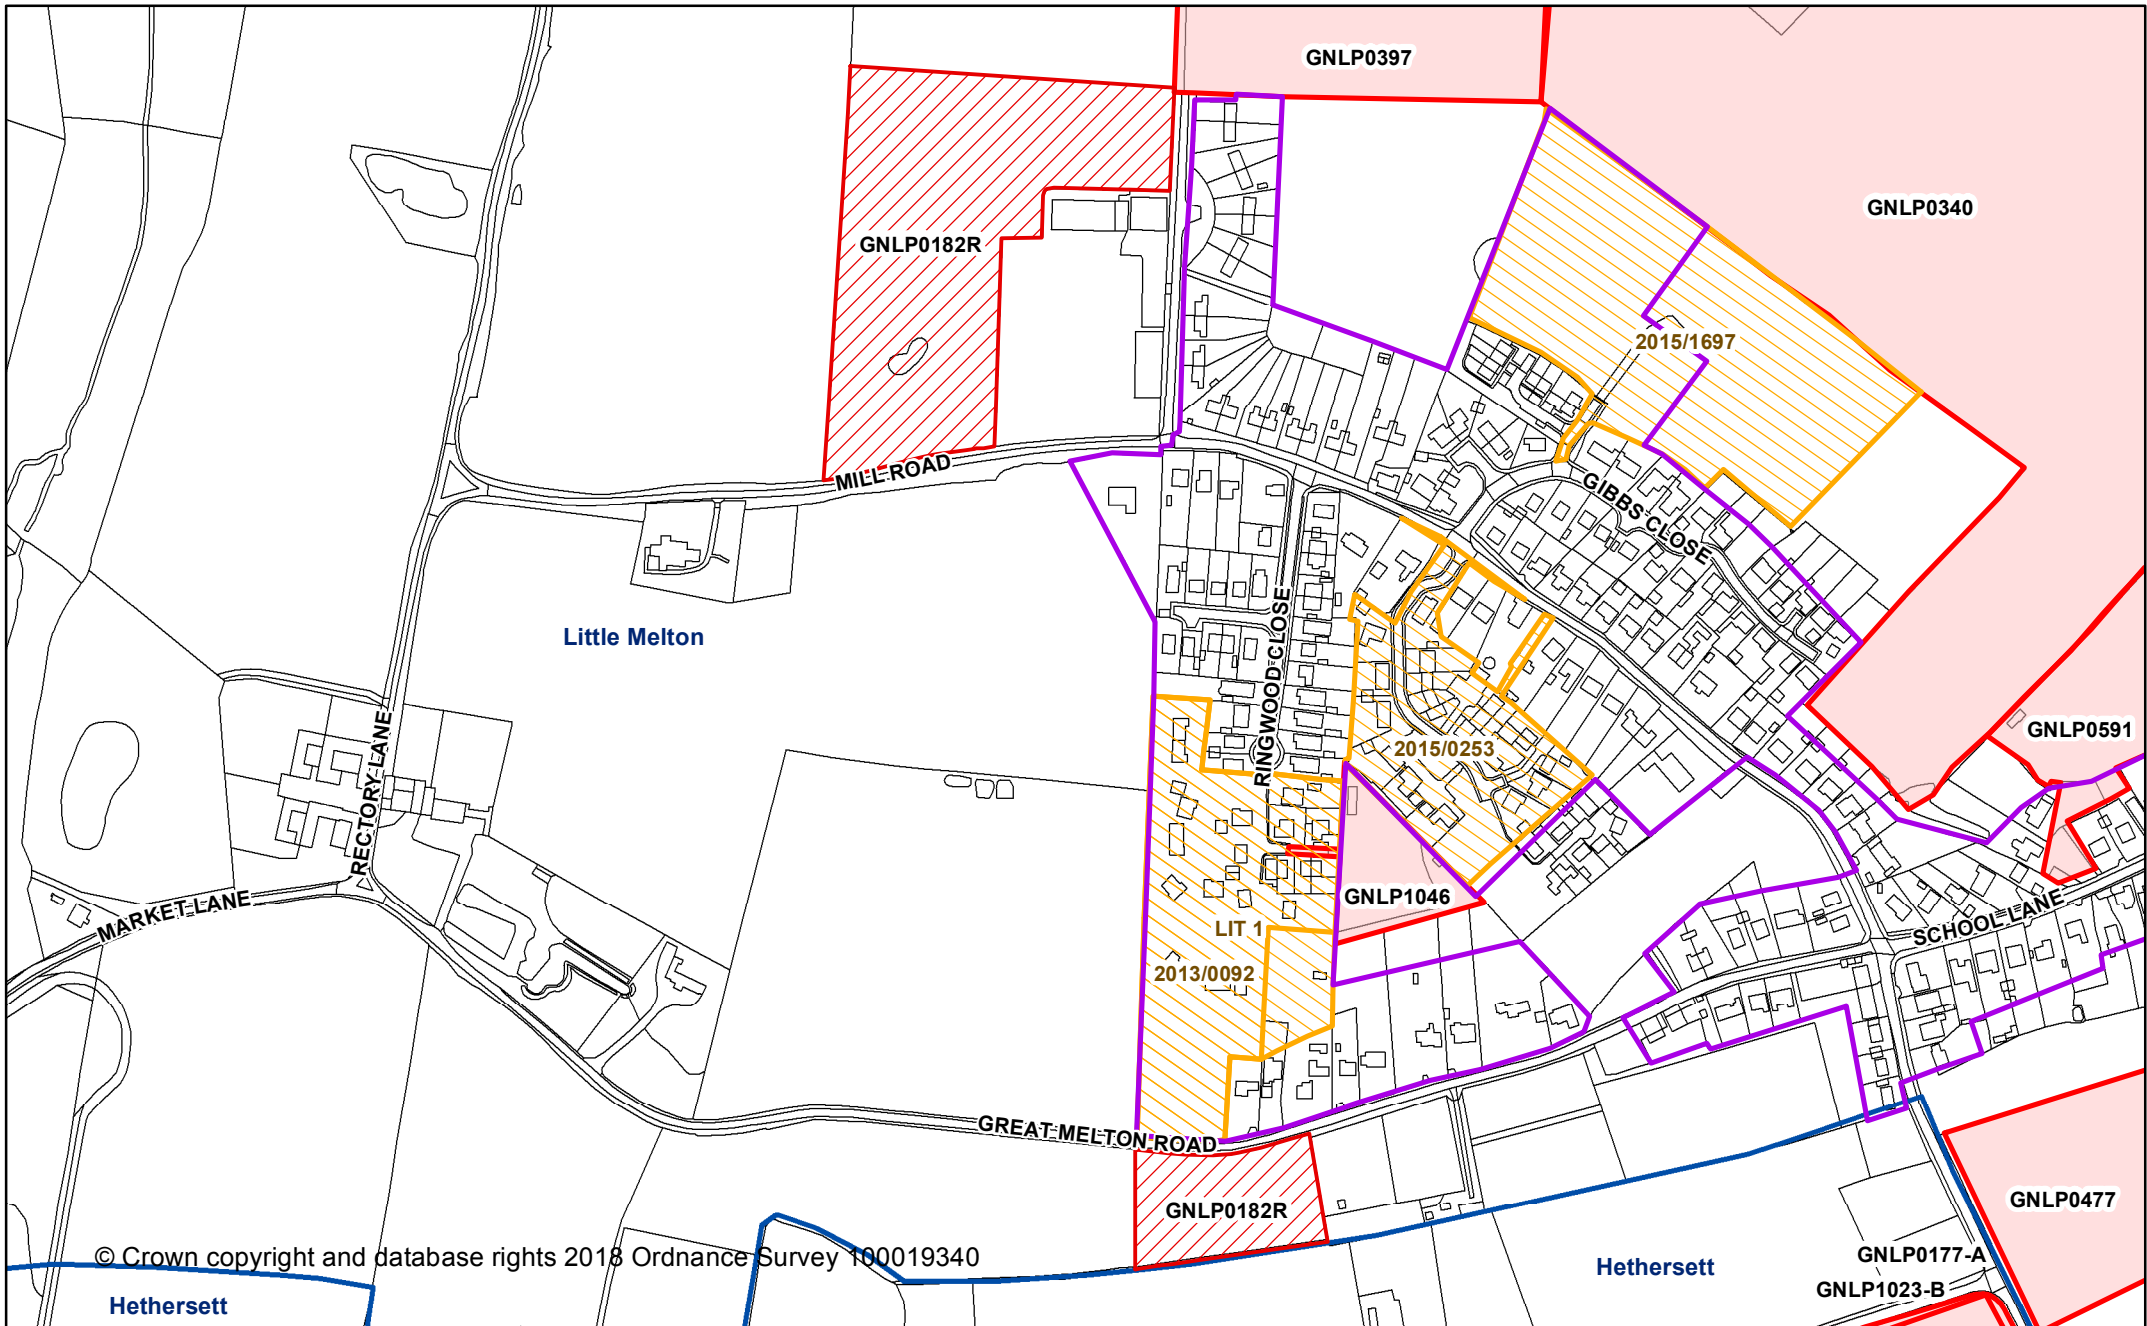 GNLP0397
GNLP0340
GNLP0182R
2015/1697
MILL ROAD
GIBBS CLOSE
Little Melton
RINGWOOD CLOSE
2015/0253
GNLP0591
RECTORY LANE
MARKET LANE
GNLP1046
LIT 1
SCHOOL LANE
2013/0092
GREAT MELTON ROAD
GNLP0182R
GNLP0477
© Crown copyright and database rights 2018 Ordnance Survey 100019340
GNLP0177-A
Hethersett
GNLP1023-B
Hethersett